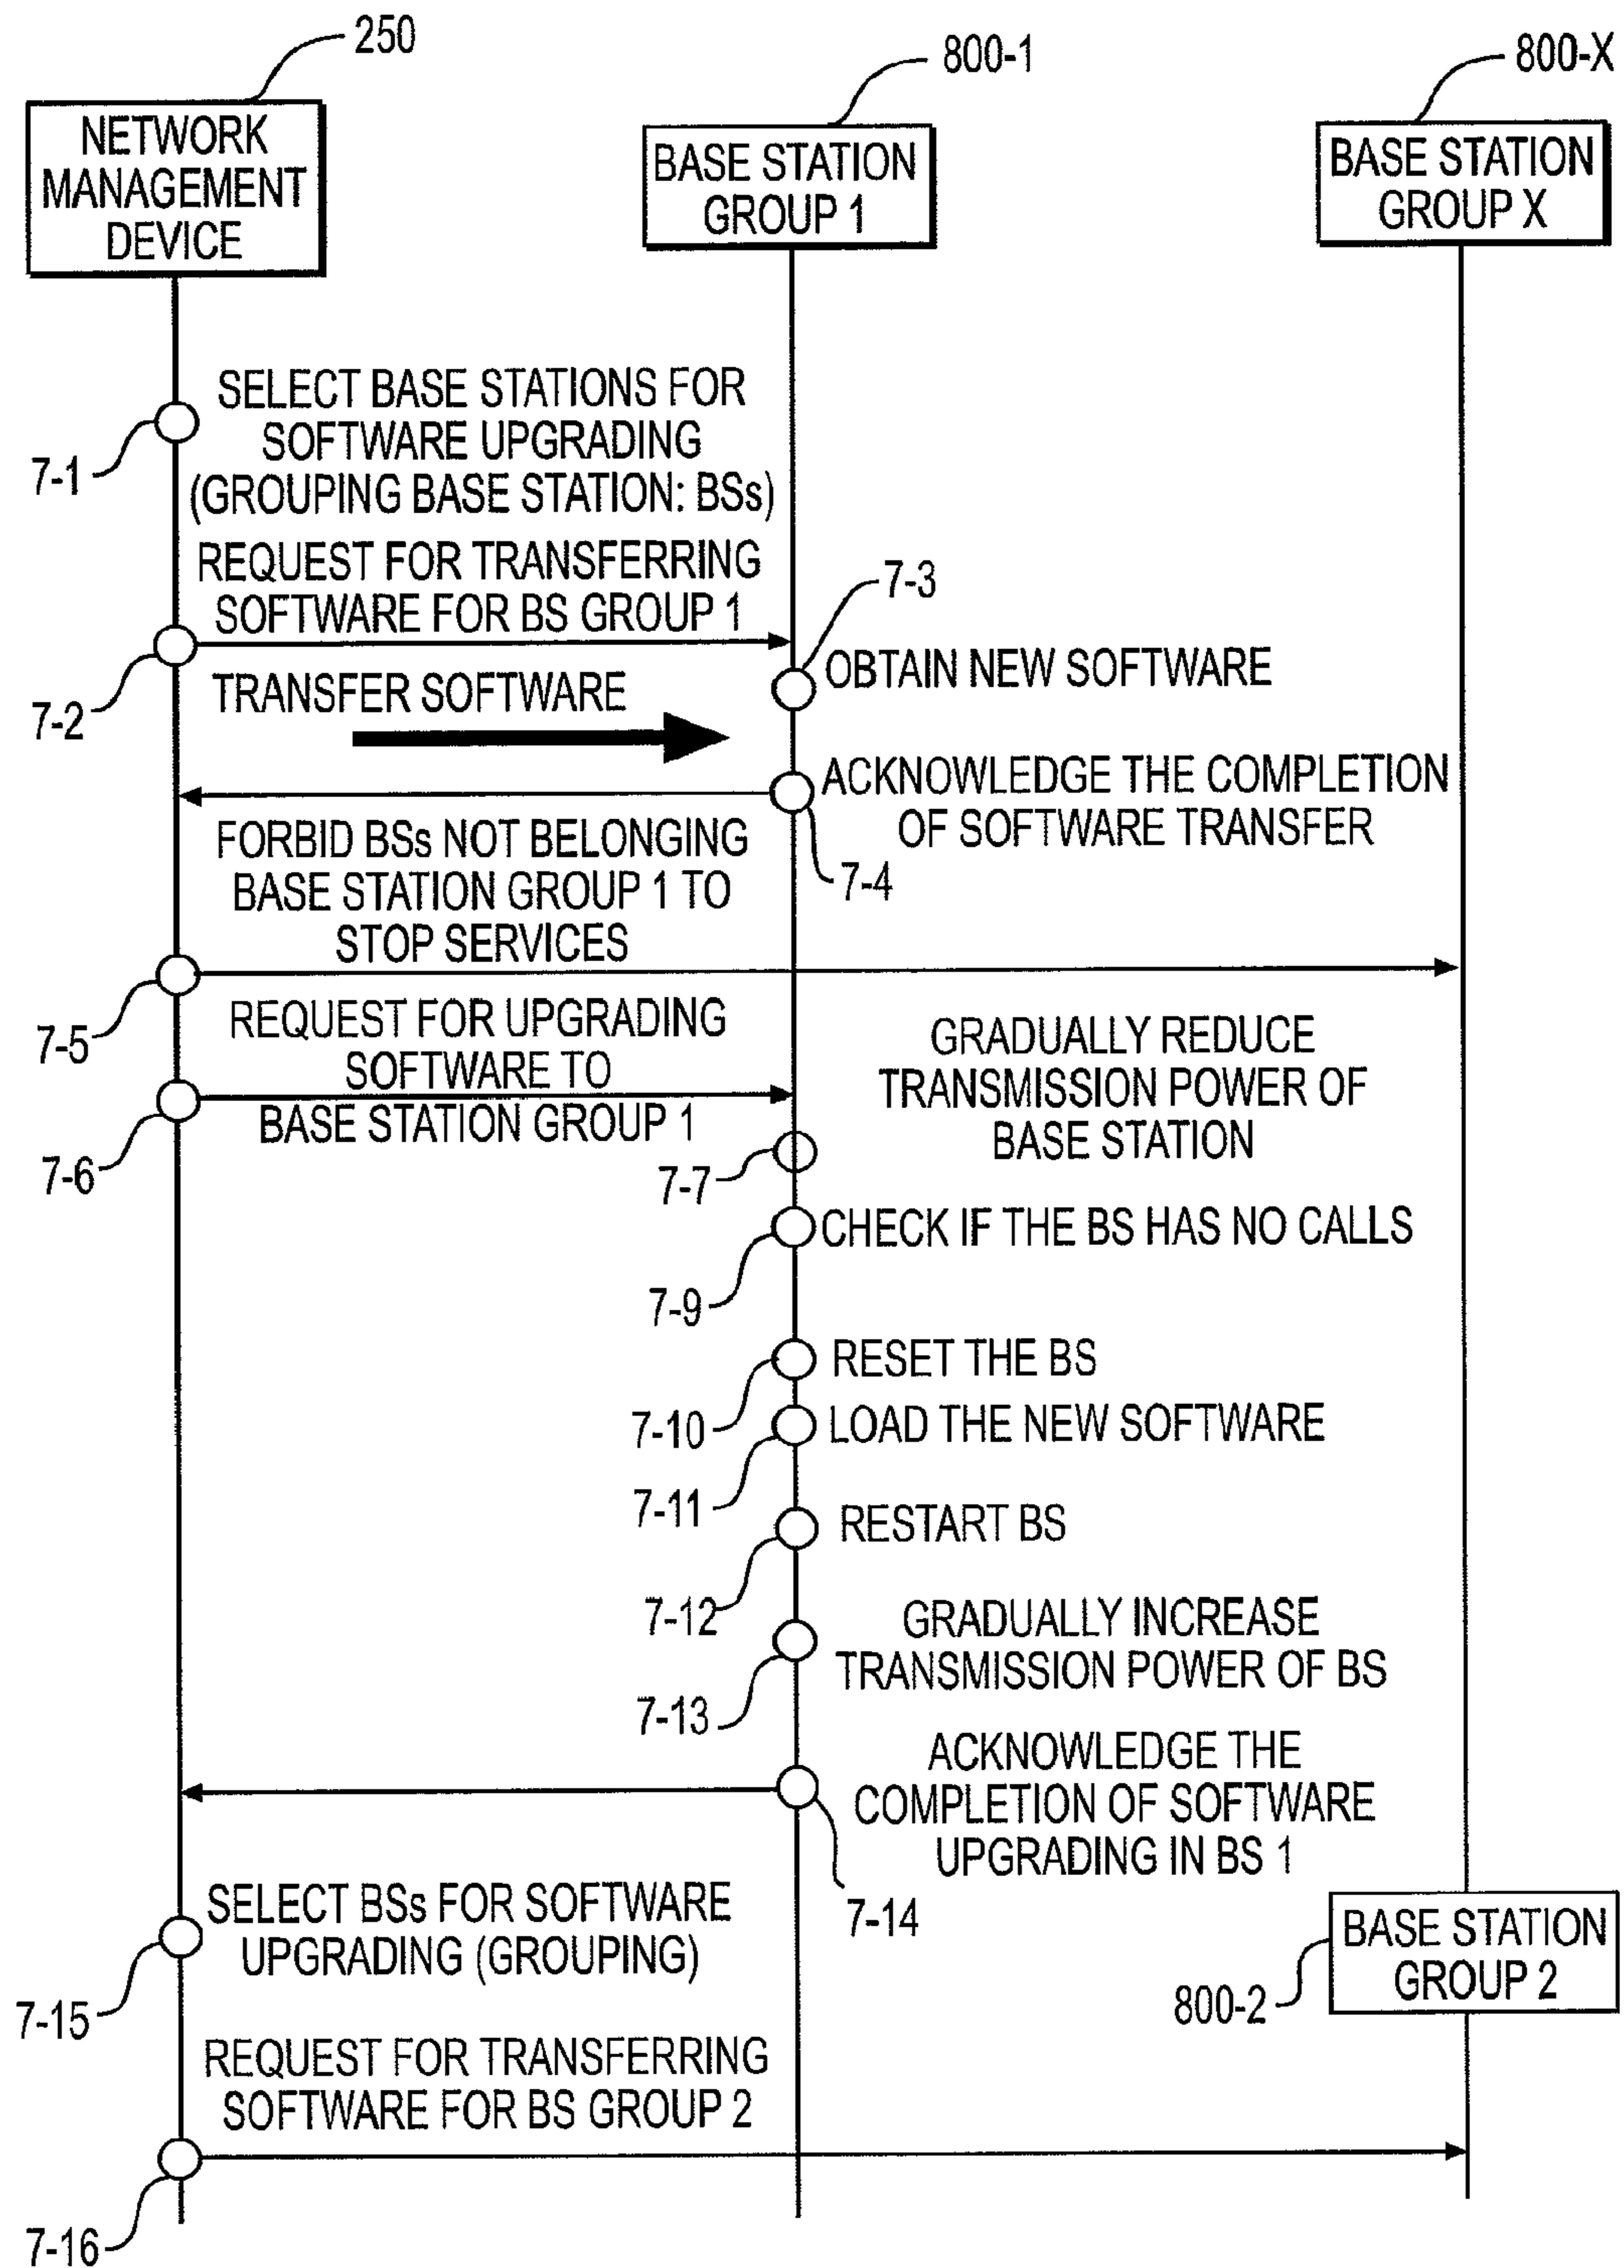 250
800-1
800-X
NETWORK
MANAGEMENT
DEVICE
BASE STATION
GROUP 1
BASE STATION
GROUP X
SELECT BASE STATIONS FOR
SOFTWARE UPGRADING
(GROUPING BASE STATION: BSs)
7-1
REQUEST FOR TRANSFERRING
SOFTWARE FOR BS GROUP 1
7-2
7-3
OBTAIN NEW SOFTWARE
TRANSFER SOFTWARE
ACKNOWLEDGE THE COMPLETION
OF SOFTWARE TRANSFER
7-4
FORBID BSs NOT BELONGING
BASE STATION GROUP 1 TO
STOP SERVICES
7-5
REQUEST FOR UPGRADING
SOFTWARE TO
BASE STATION GROUP 1
7-6
GRADUALLY REDUCE
TRANSMISSION POWER OF
BASE STATION
7-7
CHECK IF THE BS HAS NO CALLS
7-9
RESET THE BS
7-10
LOAD THE NEW SOFTWARE
7-11
RESTART BS
7-12
GRADUALLY INCREASE
TRANSMISSION POWER OF BS
7-13
ACKNOWLEDGE THE
COMPLETION OF SOFTWARE
UPGRADING IN BS 1
7-14
SELECT BSs FOR SOFTWARE
UPGRADING (GROUPING)
7-15
BASE STATION
GROUP 2
800-2
REQUEST FOR TRANSFERRING
SOFTWARE FOR BS GROUP 2
7-16